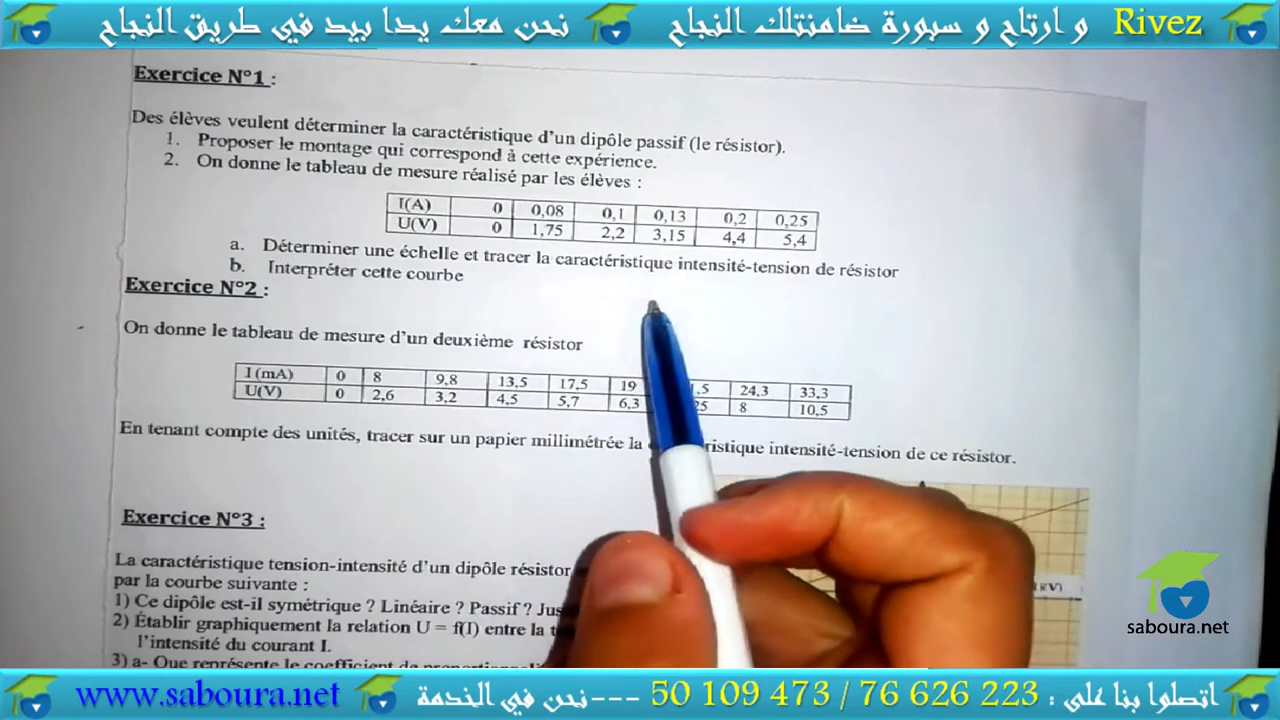 نحن معك يدا بيد في طريق النجاح
و ارتاح و سبورة ضامنتلك النجاح Rivez
Exercice N°1 :
Des élèves veulent déterminer la caractéristique d'un dipôle passif (le résistor).
1. Proposer le montage qui correspond à cette expérience.
2. On donne le tableau de mesure réalisé par les élèves :
I(A) 0 0,08 0,1 0,13 0,2 0,25
U(V) 0 1,75 2,2 3,15 4,4 5,4
a. Déterminer une échelle et tracer la caractéristique intensité-tension de résistor
b. Interpréter cette courbe
Exercice N°2 :
On donne le tableau de mesure d'un deuxième résistor
I (mA) 0 8 9,8 13,5 17,5 19 ,5 24,3 33,3
U(V) 0 2,6 3,2 4,5 5,7 6,3 25 8 10,5
En tenant compte des unités, tracer sur un papier millimétrée la ristique intensité-tension de ce résistor.
Exercice N°3 :
La caractéristique tension-intensité d'un dipôle résistor
par la courbe suivante :
1) Ce dipôle est-il symétrique ? Linéaire ? Passif ? Jus
2) Établir graphiquement la relation U = f(I) entre la t
l'intensité du courant I.
3) a- Que représente le coefficient de
saboura.net
www.saboura.net
اتصلوا بنا على : 50 109 473 / 76 626 223 ---نحن في الخدمة